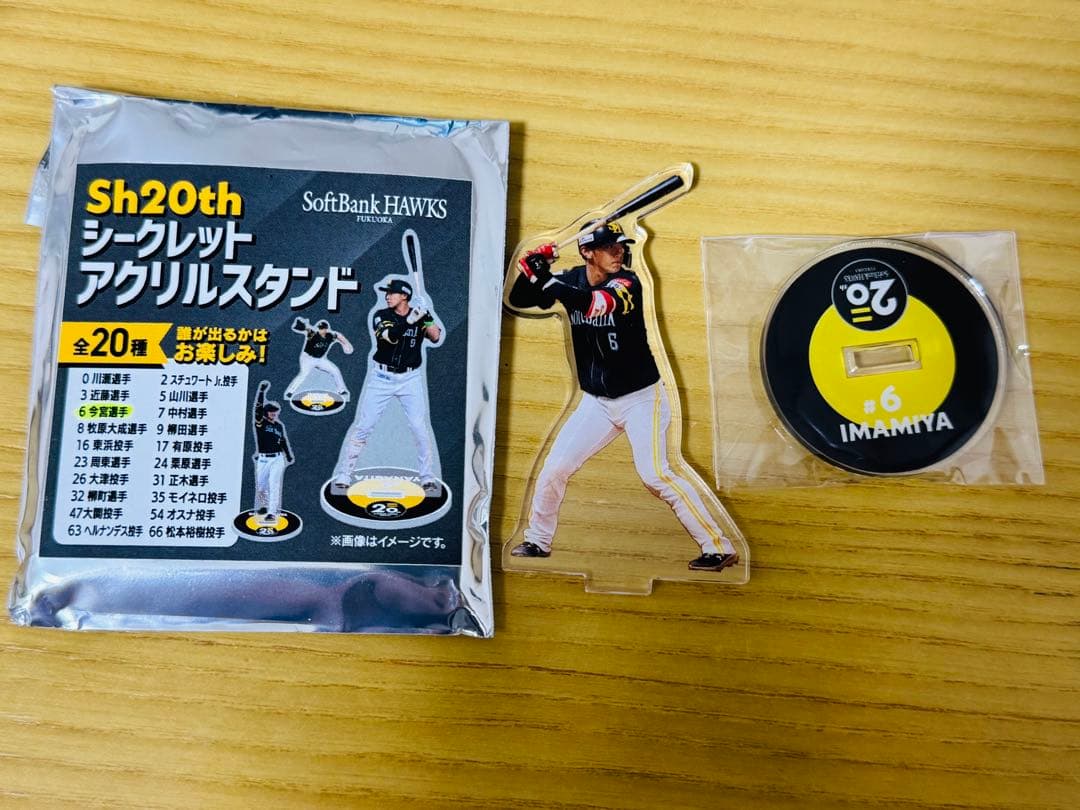 Sh20th
シークレット
アクリルスタンド
SoftBank HAWKS
FUKUOKA
全20種
誰が出るかは
お楽しみ!
0 川瀬選手 2 スチュワート Jr.投手
3 近藤選手 5 山川選手
6 今宮選手 7 中村選手
8 牧原大成選手 9 柳田選手
16 東浜投手 17 有原投手
23 周東選手 24 栗原選手
26 大津投手 31 正木選手
32 柳町選手 35 モイネロ投手
47 大関投手 54 オスナ投手
63 ヘルナンデス投手 66 松本裕樹投手
※画像はイメージです。
9
YANAGITA
20
6
SoftBank HAWKS
20th
#6
IMAMIYA